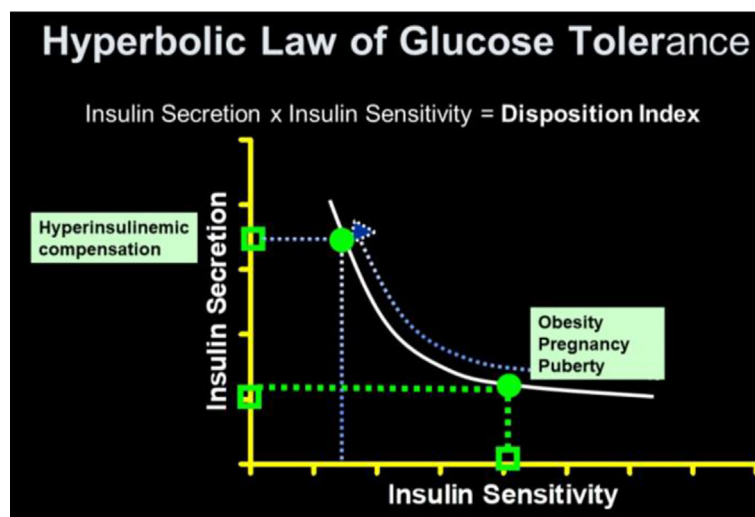 Hyperbolic Law of Glucose Tolerance
Insulin Secretion x Insulin Sensitivity = Disposition Index
Insulin Secretion
Hyperinsulinemic
compensation
Obesity
Pregnancy
Puberty
Insulin Sensitivity